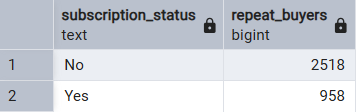 subscription_status repeat_buyers
text bigint
1 No 2518
2 Yes 958